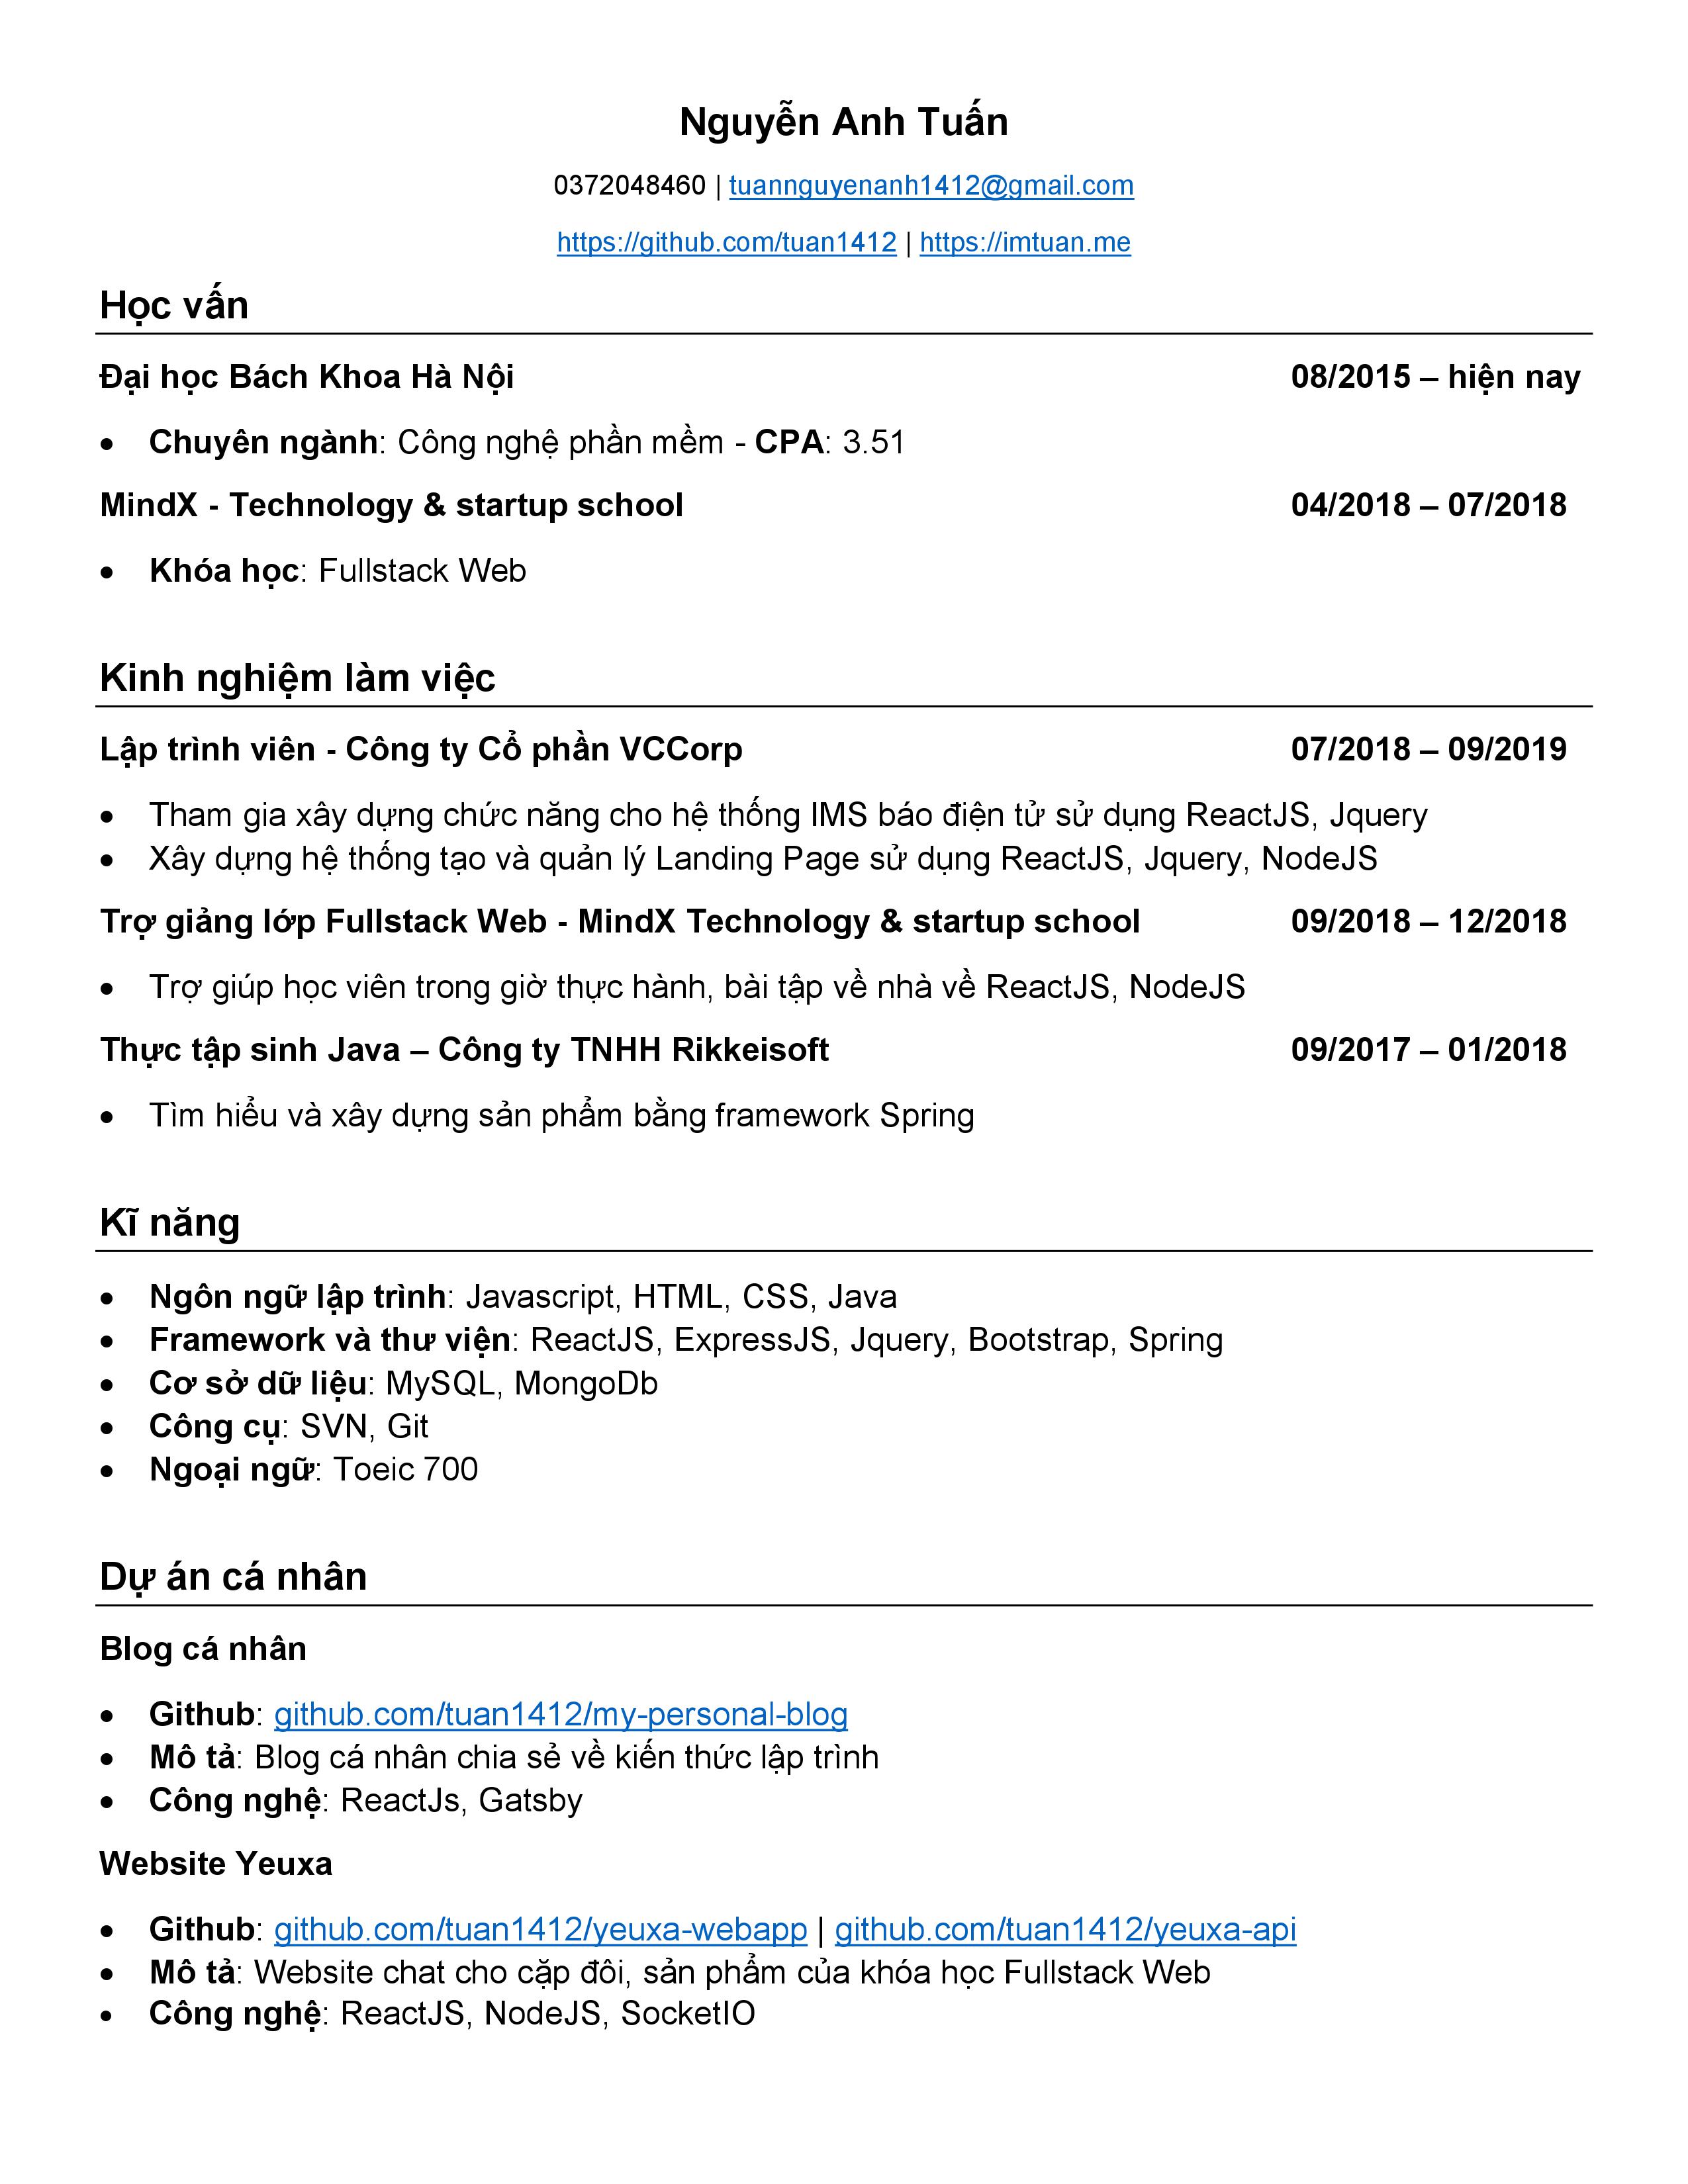 Nguyễn Anh Tuấn
0372048460 | tuannguyenanh1412@gmail.com
https://github.com/tuan1412 | https://imtuan.me
Học vấn
Đại học Bách Khoa Hà Nội 08/2015 – hiện nay
• Chuyên ngành: Công nghệ phần mềm - CPA: 3.51
MindX - Technology & startup school 04/2018 – 07/2018
• Khóa học: Fullstack Web
Kinh nghiệm làm việc
Lập trình viên - Công ty Cổ phần VCCorp 07/2018 – 09/2019
• Tham gia xây dựng chức năng cho hệ thống IMS báo điện tử sử dụng ReactJS, Jquery
• Xây dựng hệ thống tạo và quản lý Landing Page sử dụng ReactJS, Jquery, NodeJS
Trợ giảng lớp Fullstack Web - MindX Technology & startup school 09/2018 – 12/2018
• Trợ giúp học viên trong giờ thực hành, bài tập về nhà về ReactJS, NodeJS
Thực tập sinh Java – Công ty TNHH Rikkeisoft 09/2017 – 01/2018
• Tìm hiểu và xây dựng sản phẩm bằng framework Spring
Kĩ năng
• Ngôn ngữ lập trình: Javascript, HTML, CSS, Java
• Framework và thư viện: ReactJS, ExpressJS, Jquery, Bootstrap, Spring
• Cơ sở dữ liệu: MySQL, MongoDb
• Công cụ: SVN, Git
• Ngoại ngữ: Toeic 700
Dự án cá nhân
Blog cá nhân
• Github: github.com/tuan1412/my-personal-blog
• Mô tả: Blog cá nhân chia sẻ về kiến thức lập trình
• Công nghệ: ReactJs, Gatsby
Website Yeuxa
• Github: github.com/tuan1412/yeuxa-webapp | github.com/tuan1412/yeuxa-api
• Mô tả: Website chat cho cặp đôi, sản phẩm của khóa học Fullstack Web
• Công nghệ: ReactJS, NodeJS, SocketIO